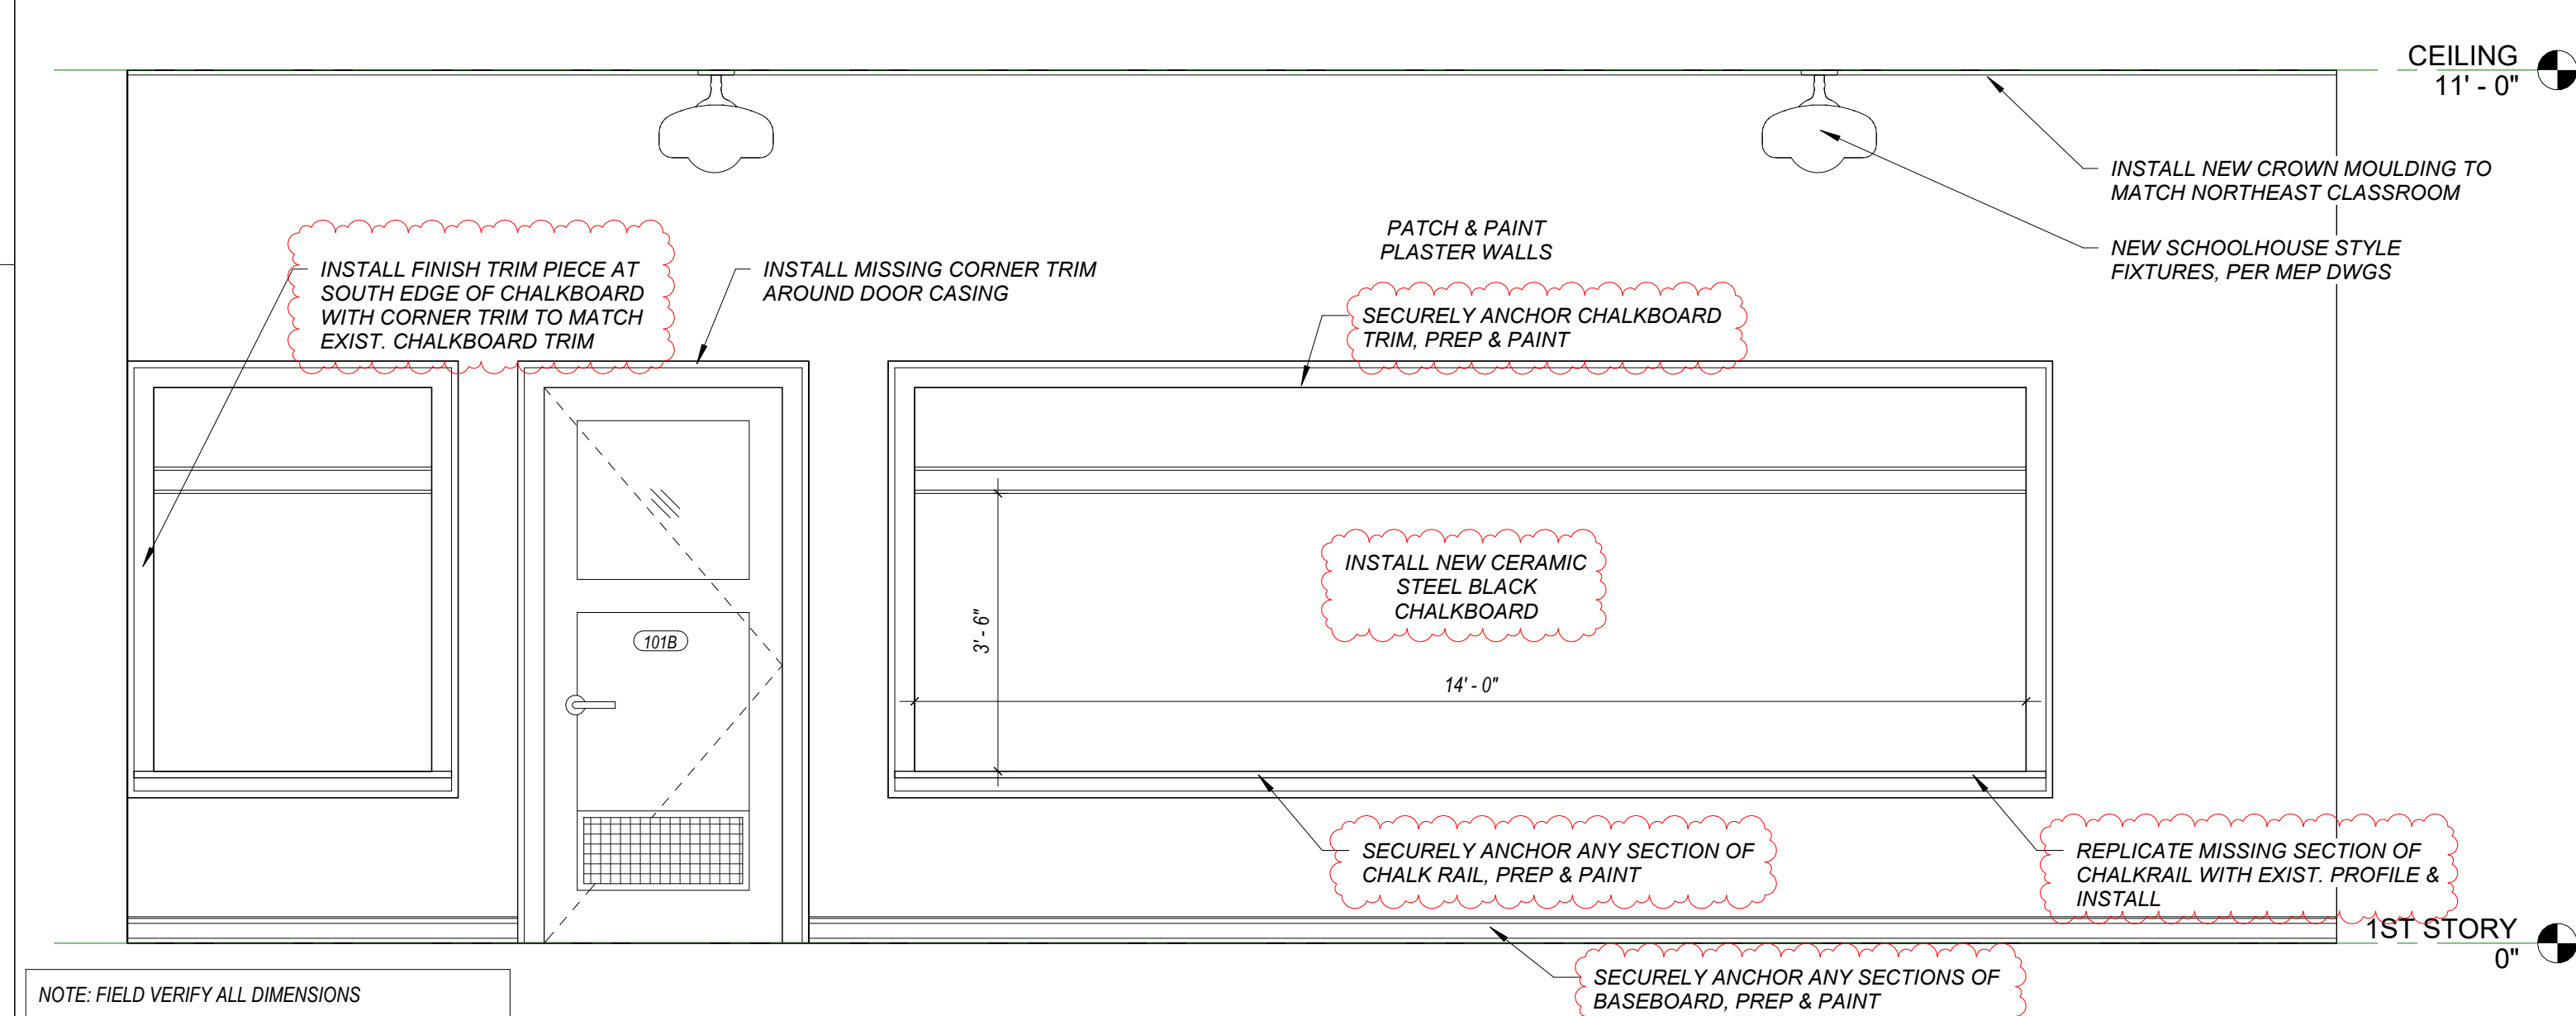 CEILING
11' - 0"
INSTALL NEW CROWN MOULDING TO
MATCH NORTHEAST CLASSROOM
NEW SCHOOLHOUSE STYLE
FIXTURES, PER MEP DWGS
PATCH & PAINT
PLASTER WALLS
INSTALL FINISH TRIM PIECE AT
SOUTH EDGE OF CHALKBOARD
WITH CORNER TRIM TO MATCH
EXIST. CHALKBOARD TRIM
INSTALL MISSING CORNER TRIM
AROUND DOOR CASING
SECURELY ANCHOR CHALKBOARD
TRIM, PREP & PAINT
INSTALL NEW CERAMIC
STEEL BLACK
CHALKBOARD
101B
3' - 6"
14' - 0"
SECURELY ANCHOR ANY SECTION OF
CHALK RAIL, PREP & PAINT
REPLICATE MISSING SECTION OF
CHALKRAIL WITH EXIST. PROFILE &
INSTALL
1ST STORY
0"
SECURELY ANCHOR ANY SECTIONS OF
BASEBOARD, PREP & PAINT
NOTE: FIELD VERIFY ALL DIMENSIONS